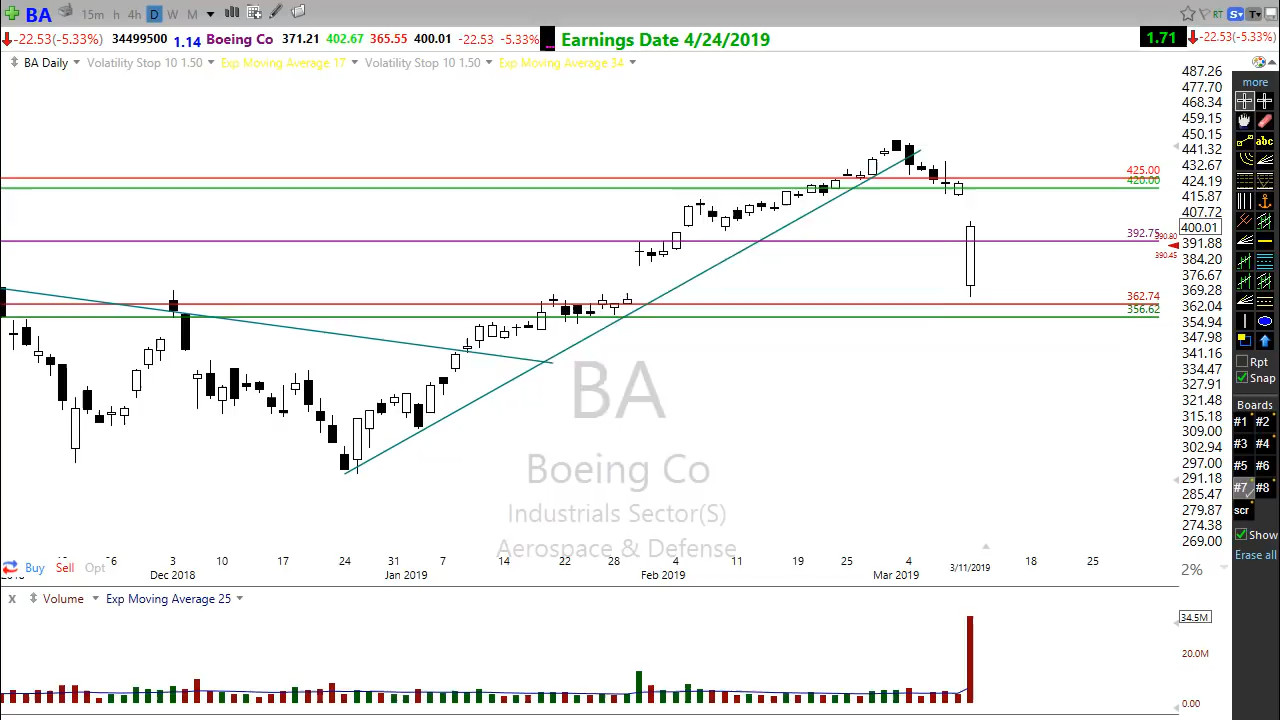 BA 15m h 4h D W M RT S T
-22.53(-5.33%) 34499500 1.14 Boeing Co 371.21 402.67 365.55 400.01 -22.53 -5.33% Earnings Date 4/24/2019 1.71 -22.53(-5.33%)
BA Daily Volatility Stop 10 1.50 Exp Moving Average 17 Volatility Stop 10 1.50 Exp Moving Average 34
487.26
477.70
468.34
459.15
450.15
441.32
432.67
424.19
415.87
407.72
400.01
391.88
384.20
376.67
369.28
362.04
354.94
347.98
341.16
334.47
327.91
321.48
315.18
309.00
302.94
297.00
291.18
285.47
279.87
274.38
269.00
425.00
420.00
392.75
390.80
390.45
362.74
356.62
BA
Boeing Co
Industrials Sector(S)
Aerospace & Defense
6 3 10 17 24 31 7 14 22 28 4 11 19 25 4 18 25
Dec 2018 Jan 2019 Feb 2019 Mar 2019 3/11/2019
Buy Sell Opt
2%
X Volume Exp Moving Average 25
34.5M
20.0M
0.00
more
abc
Rpt
Snap
Boards
#1 #2
#3 #4
#5 #6
#7 #8
scr
Show
Erase all